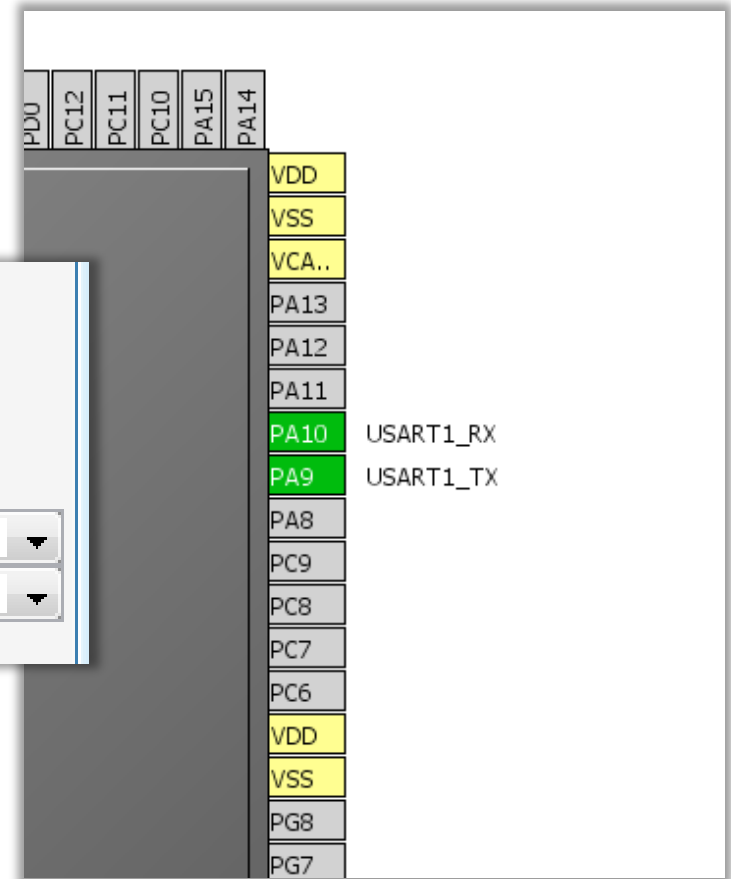 PD0
PC12
PC11
PC10
PA15
PA14
VDD
VSS
VCA..
PA13
PA12
PA11
PA10 USART1_RX
PA9 USART1_TX
PA8
PC9
PC8
PC7
PC6
VDD
VSS
PG8
PG7